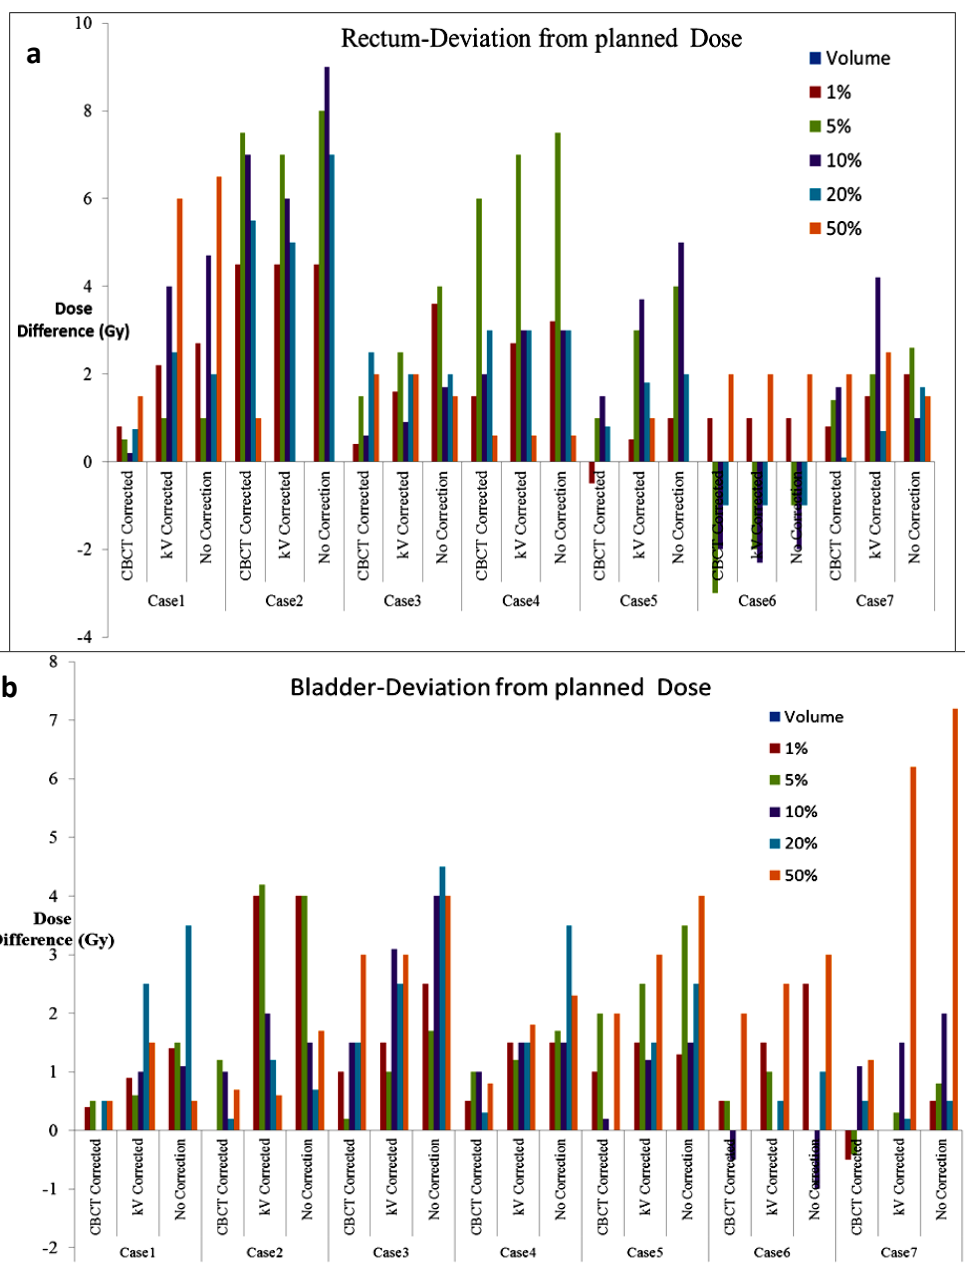 a
Rectum-Deviation from planned Dose
10
8
6
4
2
0
-2
-4
Dose
Difference (Gy)
Volume
1%
5%
10%
20%
50%
CBCT Corrected
kV Corrected
No Correction
CBCT Corrected
kV Corrected
No Correction
CBCT Corrected
kV Corrected
No Correction
CBCT Corrected
kV Corrected
No Correction
CBCT Corrected
kV Corrected
No Correction
CBCT Corrected
kV Corrected
No Correction
CBCT Corrected
kV Corrected
No Correction
Case1 Case2 Case3 Case4 Case5 Case6 Case7
b
Bladder-Deviation from planned Dose
8
7
6
5
4
3
2
1
0
-1
-2
Dose
Difference (Gy)
Volume
1%
5%
10%
20%
50%
CBCT Corrected
kV Corrected
No Correction
CBCT Corrected
kV Corrected
No Correction
CBCT Corrected
kV Corrected
No Correction
CBCT Corrected
kV Corrected
No Correction
CBCT Corrected
kV Corrected
No Correction
CBCT Corrected
kV Corrected
No Correction
CBCT Corrected
kV Corrected
No Correction
Case1 Case2 Case3 Case4 Case5 Case6 Case7